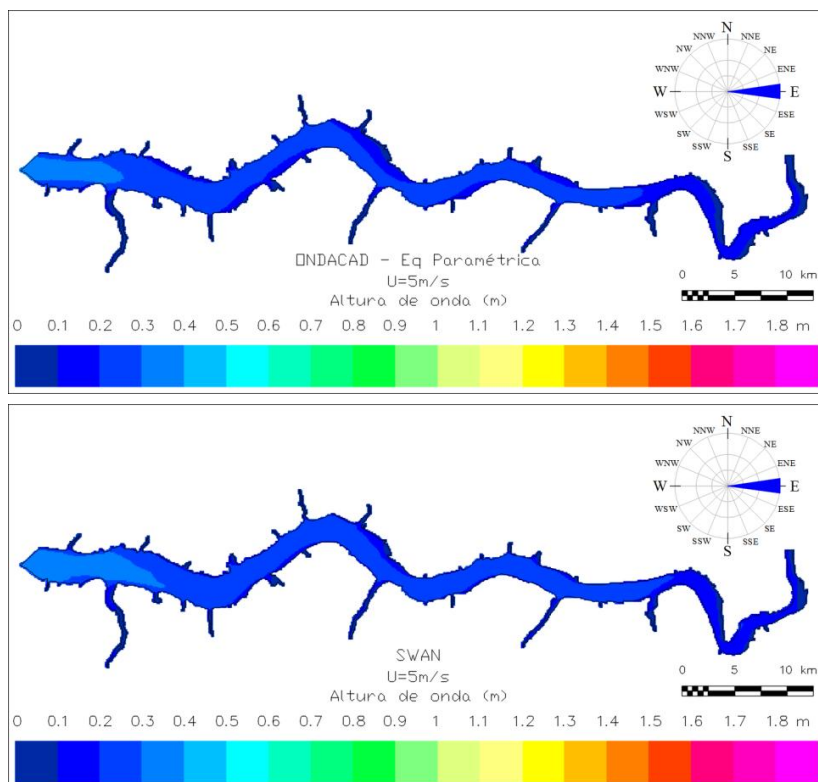 N
NNW NNE
NW NE
WNW ENE
W E
WSW ESE
SW SE
SSW SSE
S
ONDACAD - Eq Paramétrica
U=5m/s
Altura de onda (m)
0 5 10 km
0 0.1 0.2 0.3 0.4 0.5 0.6 0.7 0.8 0.9 1 1.1 1.2 1.3 1.4 1.5 1.6 1.7 1.8 m
N
NNW NNE
NW NE
WNW ENE
W E
WSW ESE
SW SE
SSW SSE
S
SWAN
U=5m/s
Altura de onda (m)
0 5 10 km
0 0.1 0.2 0.3 0.4 0.5 0.6 0.7 0.8 0.9 1 1.1 1.2 1.3 1.4 1.5 1.6 1.7 1.8 m